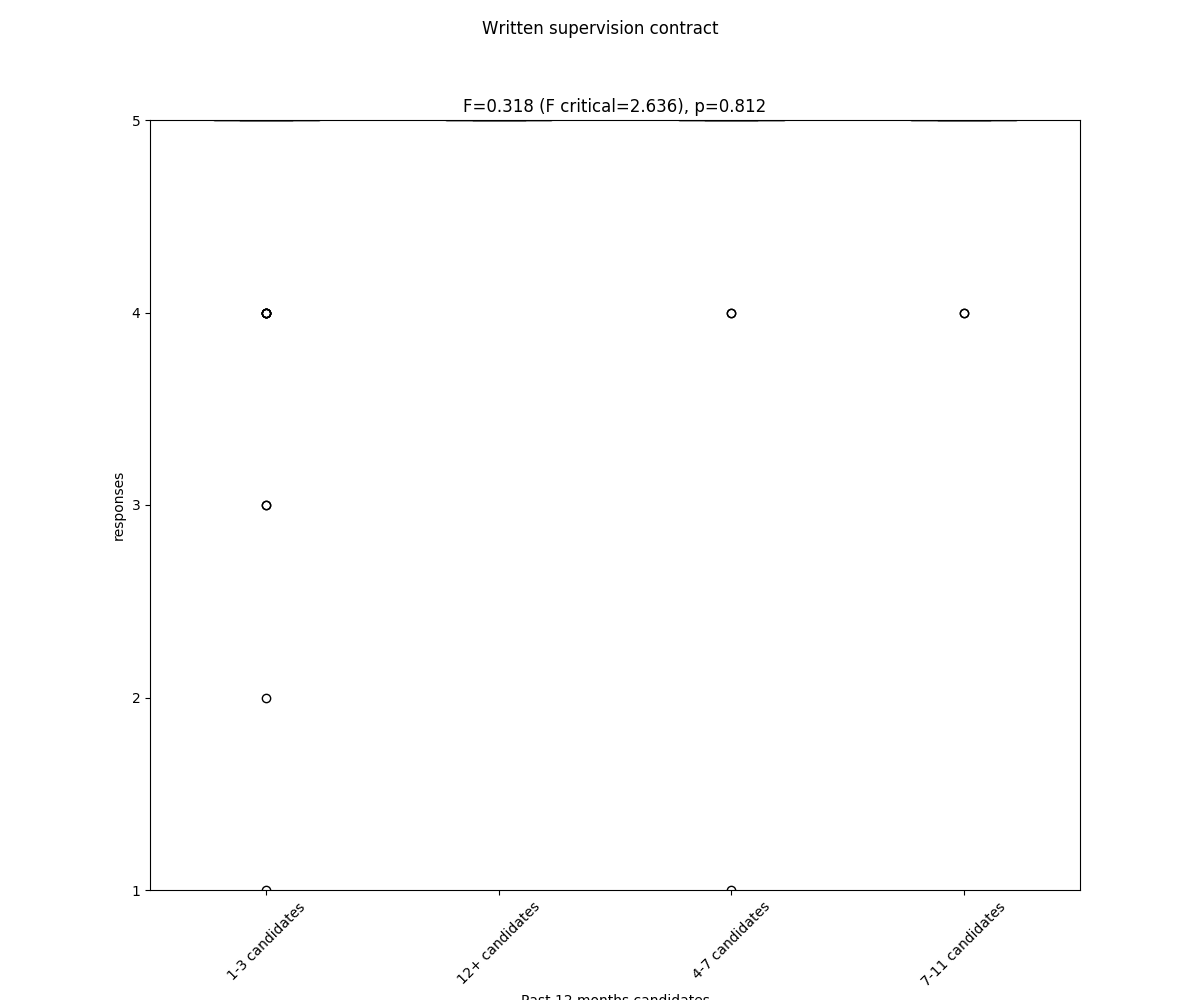 Written supervision contract
F=0.318 (F critical=2.636), p=0.812
5
4
3
2
1
responses
1-3 candidates
12+ candidates
4-7 candidates
7-11 candidates
Past 12 months candidates